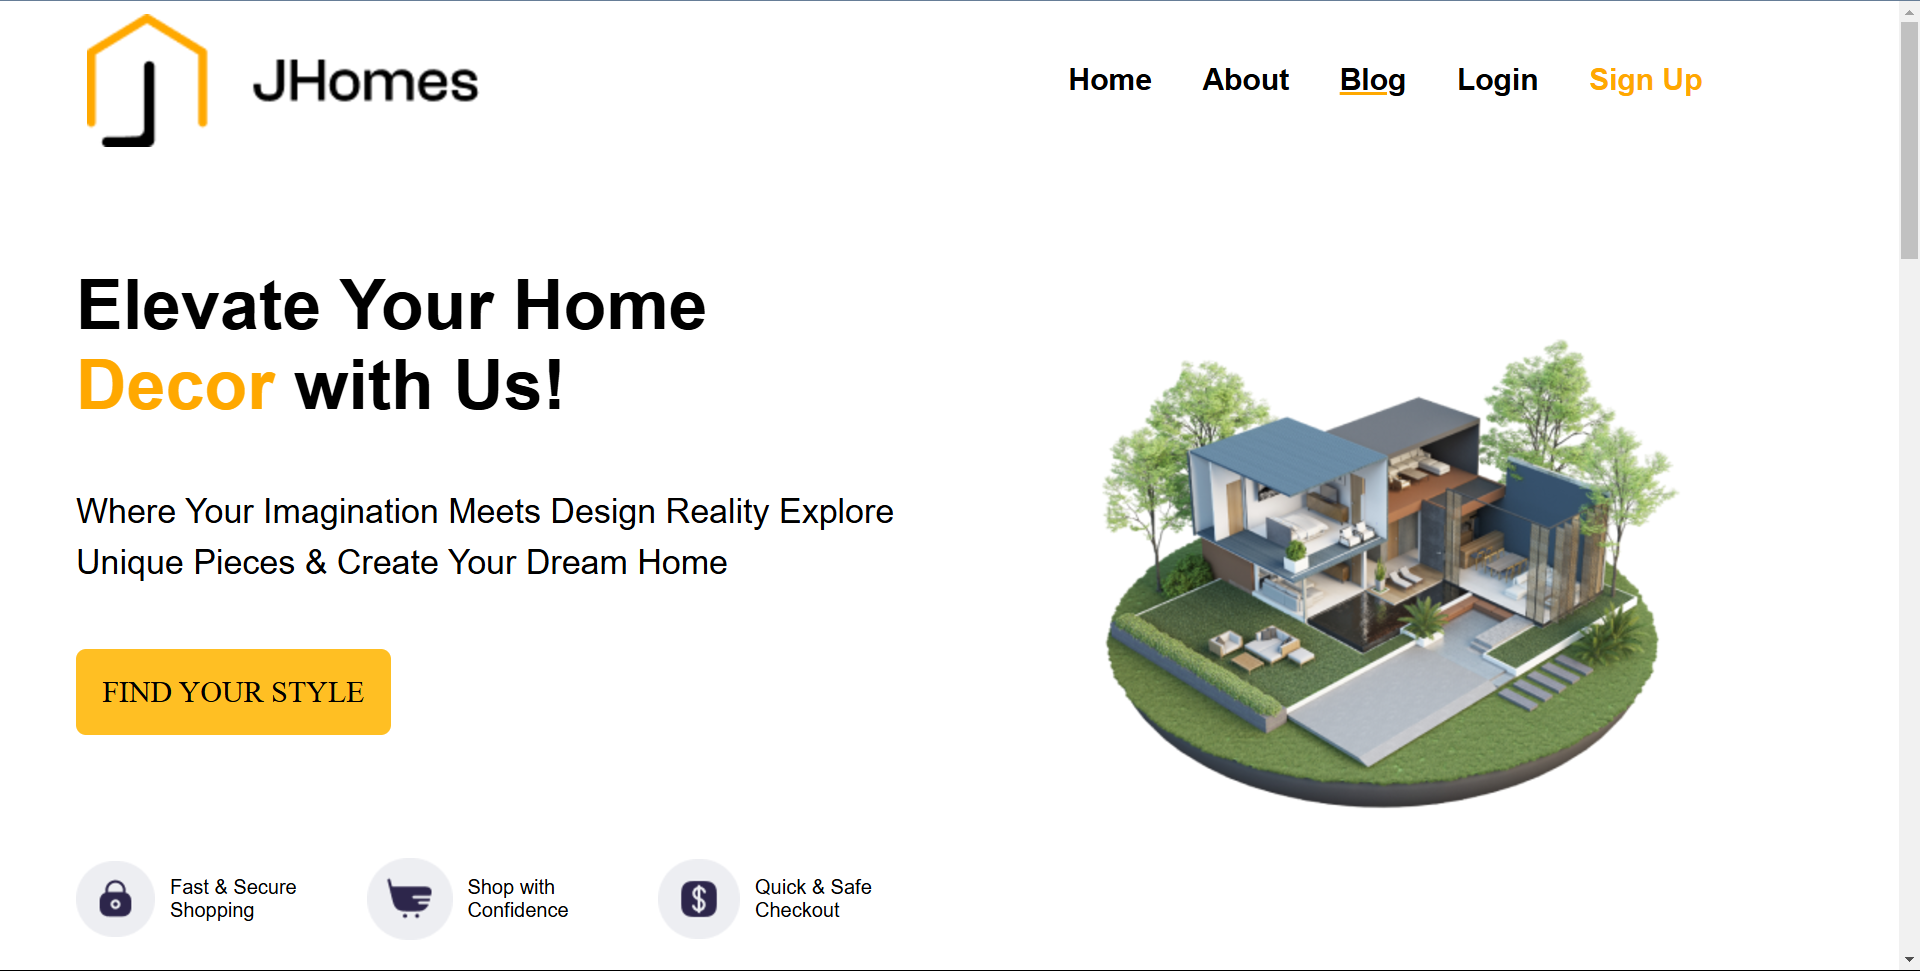 JHomes
Home About Blog Login Sign Up
Elevate Your Home
Decor with Us!
Where Your Imagination Meets Design Reality Explore
Unique Pieces & Create Your Dream Home
FIND YOUR STYLE
Fast & Secure
Shopping
Shop with
Confidence
Quick & Safe
Checkout